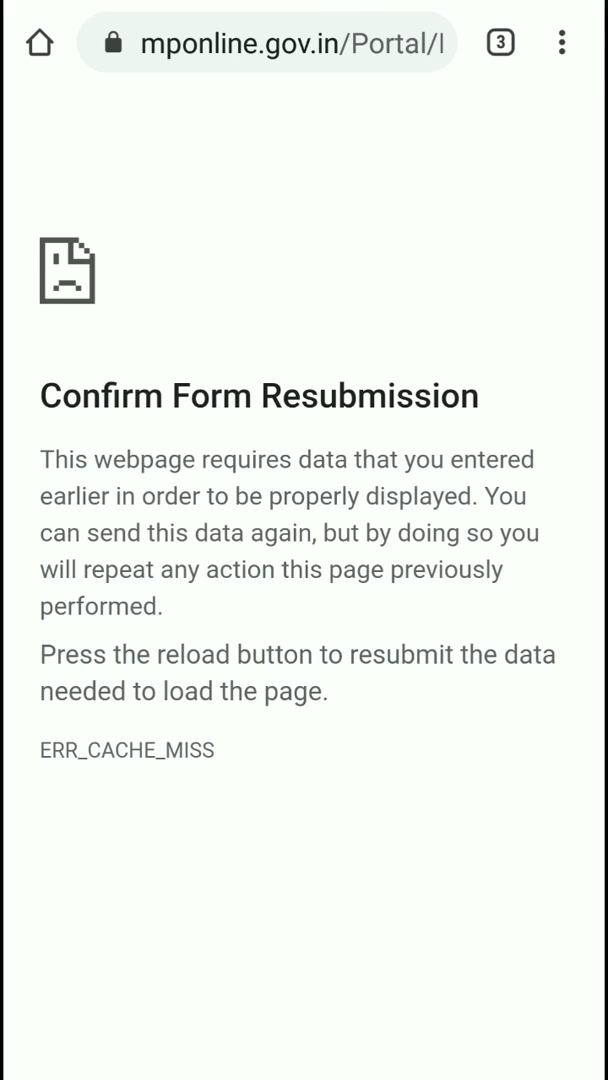 mponline.gov.in/Portal/
3
Confirm Form Resubmission
This webpage requires data that you entered
earlier in order to be properly displayed. You
can send this data again, but by doing so you
will repeat any action this page previously
performed.
Press the reload button to resubmit the data
needed to load the page.
ERR_CACHE_MISS